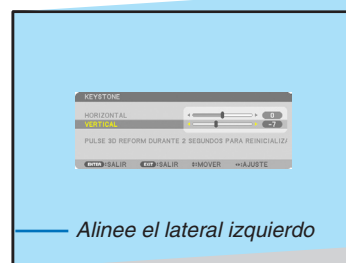 KEYSTONE
HORIZONTAL 0
VERTICAL -7
PULSE 3D REFORM DURANTE 2 SEGUNDOS PARA REINICIALIZ
ENTER :SALIR EXIT :SALIR ↕:MOVER ↔:AJUSTE
Alinee el lateral izquierdo